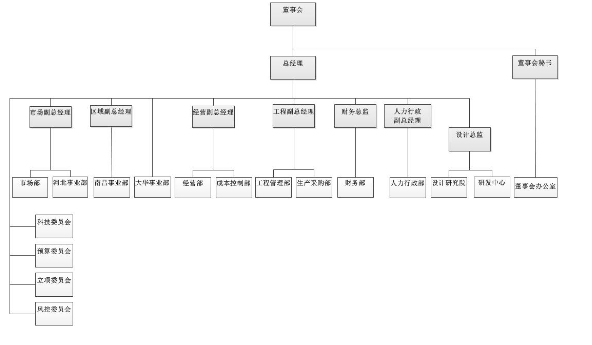 董事会
总经理
董事会秘书
市场副总经理
区域副总经理
经营副总经理
工程副总经理
财务总监
人力行政
副总经理
设计总监
市场部
河北事业部
南昌事业部
大华事业部
经营部
成本控制部
工程管理部
生产采购部
财务部
人力行政部
设计研究院
研发中心
董事会办公室
科技委员会
预算委员会
立项委员会
风控委员会